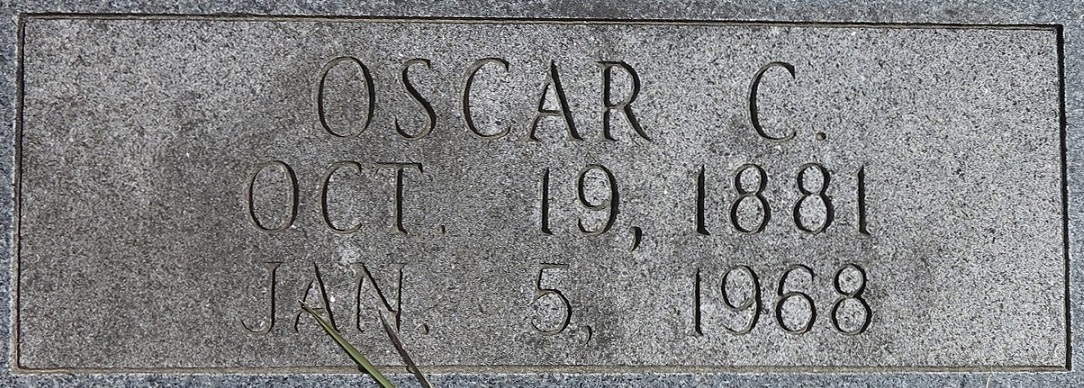 OSCAR C.
OCT. 19, 1881
JAN. 5, 1968